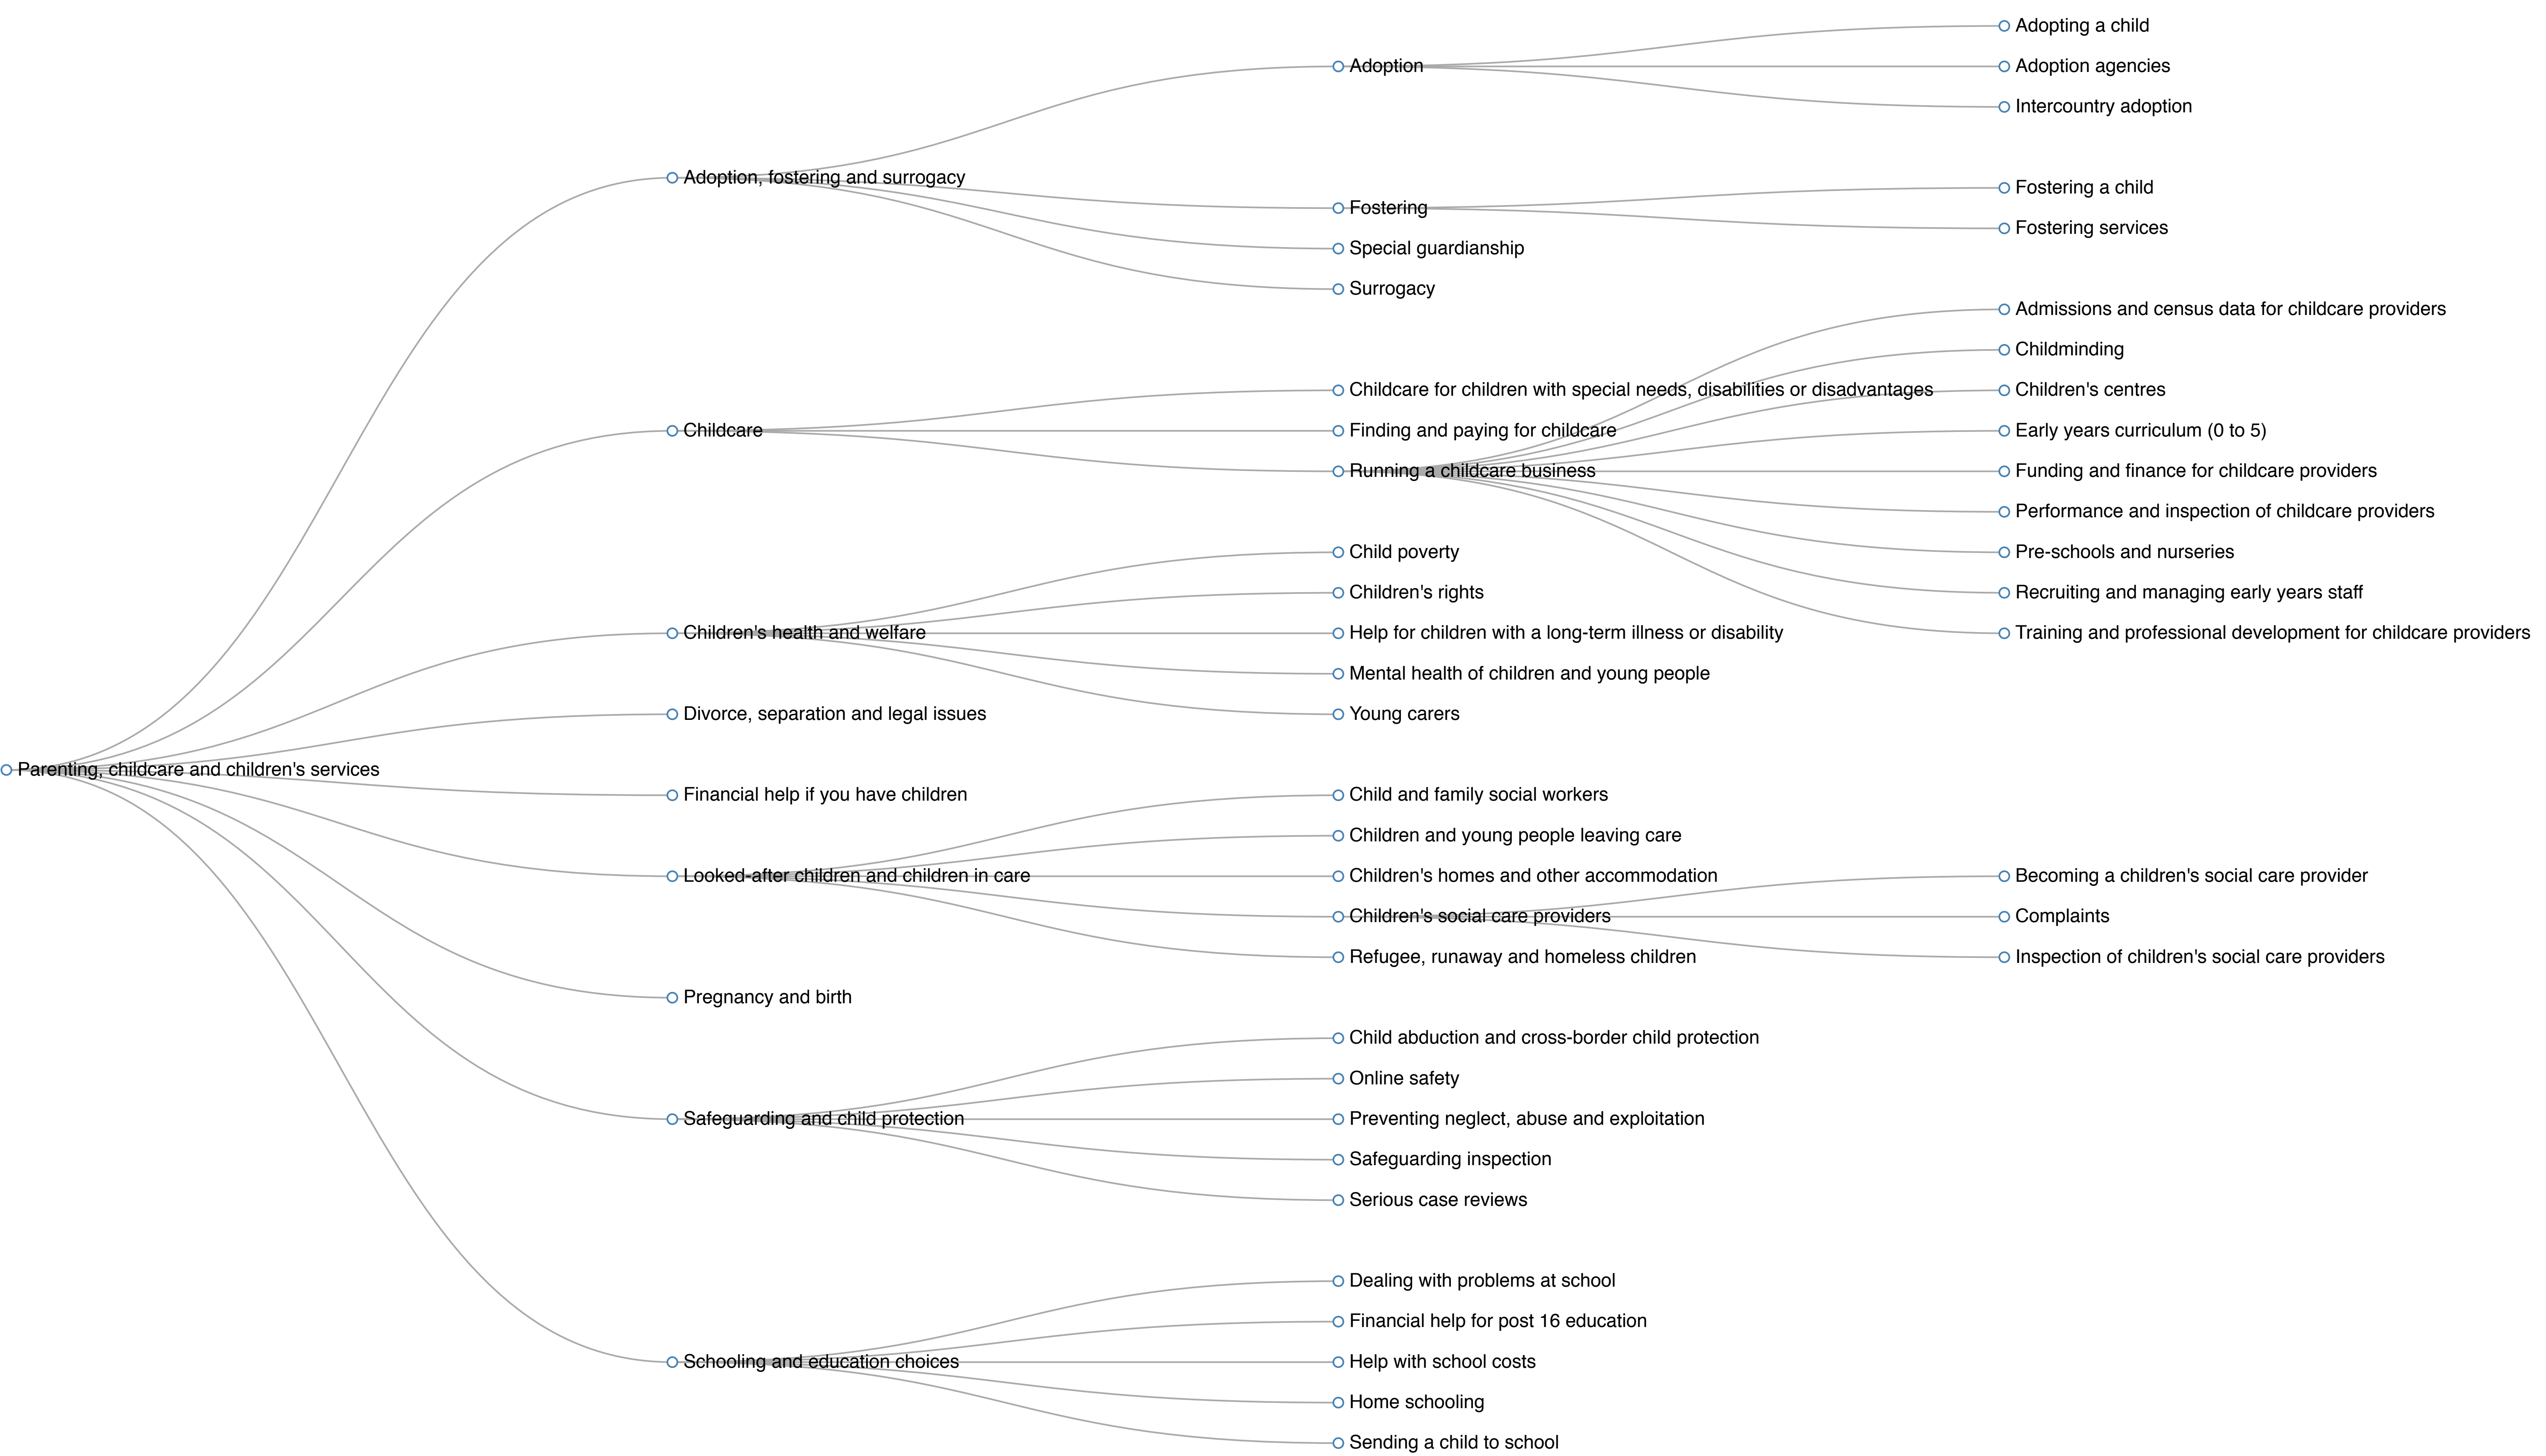 Parenting, childcare and children's services
Adoption, fostering and surrogacy
Adoption
Adopting a child
Adoption agencies
Intercountry adoption
Fostering
Fostering a child
Fostering services
Special guardianship
Surrogacy
Childcare
Childcare for children with special needs, disabilities or disadvantages
Finding and paying for childcare
Running a childcare business
Admissions and census data for childcare providers
Childminding
Children's centres
Early years curriculum (0 to 5)
Funding and finance for childcare providers
Performance and inspection of childcare providers
Pre-schools and nurseries
Recruiting and managing early years staff
Training and professional development for childcare providers
Children's health and welfare
Child poverty
Children's rights
Help for children with a long-term illness or disability
Mental health of children and young people
Young carers
Divorce, separation and legal issues
Financial help if you have children
Looked-after children and children in care
Child and family social workers
Children and young people leaving care
Children's homes and other accommodation
Children's social care providers
Becoming a children's social care provider
Complaints
Inspection of children's social care providers
Refugee, runaway and homeless children
Pregnancy and birth
Safeguarding and child protection
Child abduction and cross-border child protection
Online safety
Preventing neglect, abuse and exploitation
Safeguarding inspection
Serious case reviews
Schooling and education choices
Dealing with problems at school
Financial help for post 16 education
Help with school costs
Home schooling
Sending a child to school